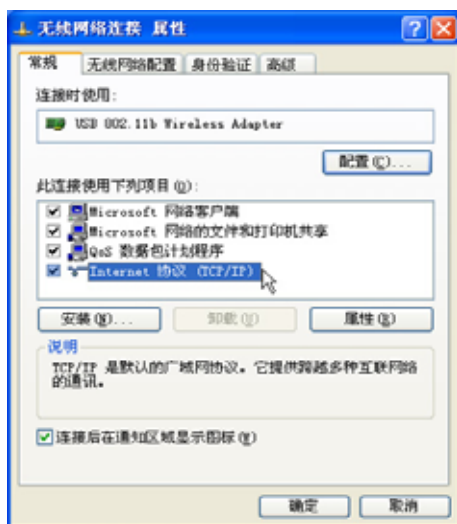 无线网络连接 属性
常规 无线网络配置 身份验证 高级
连接时使用:
USB 802.11b Wireless Adapter
配置(C)...
此连接使用下列项目(O):
Microsoft 网络客户端
Microsoft 网络的文件和打印机共享
QoS 数据包计划程序
Internet 协议 (TCP/IP)
安装(N)... 卸载(U) 属性(R)
说明
TCP/IP 是默认的广域网协议。它提供跨越多种互联网络
的通讯。
连接后在通知区域显示图标(W)
确定 取消